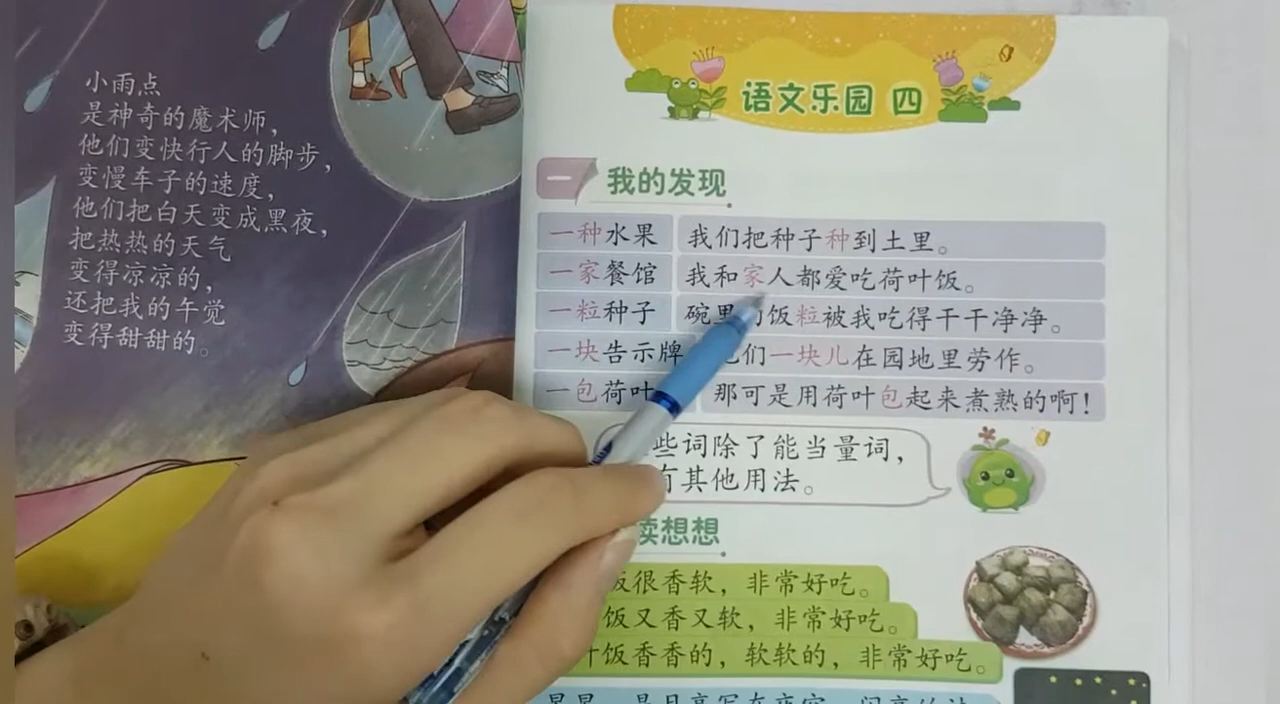 小雨点
是神奇的魔术师，
他们变快行人的脚步，
变慢车子的速度，
他们把白天变成黑夜，
把热热的天气
变得凉凉的，
还把我的午觉
变得甜甜的。
语文乐园 四
一 我的发现
一种水果 我们把种子种到土里。
一家餐馆 我和家人都爱吃荷叶饭。
一粒种子 碗里的饭粒被我吃得干干净净。
一块告示牌 们一块儿在园地里劳作。
一包荷叶 那可是用荷叶包起来煮熟的啊！
些词除了能当量词，
有其他用法。
读想想
饭很香软，非常好吃。
饭又香又软，非常好吃。
叶饭香香的，软软的，非常好吃。